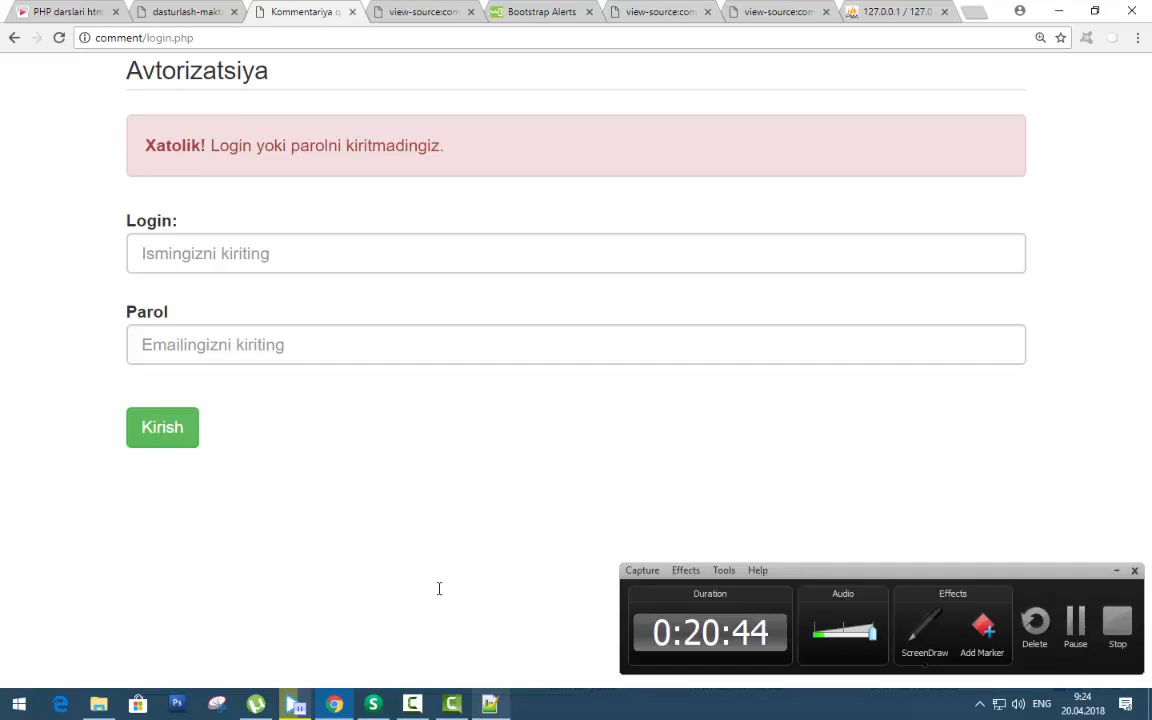 PHP darslari htm
dasturlash-makt
Kommentariya q
view-source:com
Bootstrap Alerts
view-source:com
view-source:com
127.0.0.1 / 127.0
comment/login.php
Avtorizatsiya
Xatolik! Login yoki parolni kiritmadingiz.
Login:
Ismingizni kiriting
Parol
Emailingizni kiriting
Kirish
Capture Effects Tools Help
Duration
Audio
Effects
0:20:44
ScreenDraw
Add Marker
Delete
Pause
Stop
Ps
ENG
9:24
20.04.2018